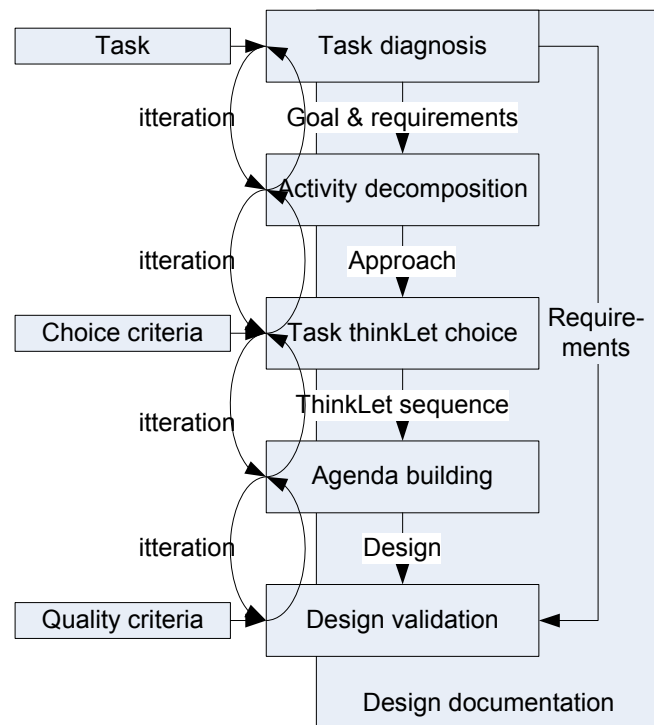 Task
Task diagnosis
itteration
Goal & requirements
Activity decomposition
itteration
Approach
Choice criteria
Task thinkLet choice
Require-
ments
itteration
ThinkLet sequence
Agenda building
itteration
Design
Quality criteria
Design validation
Design documentation